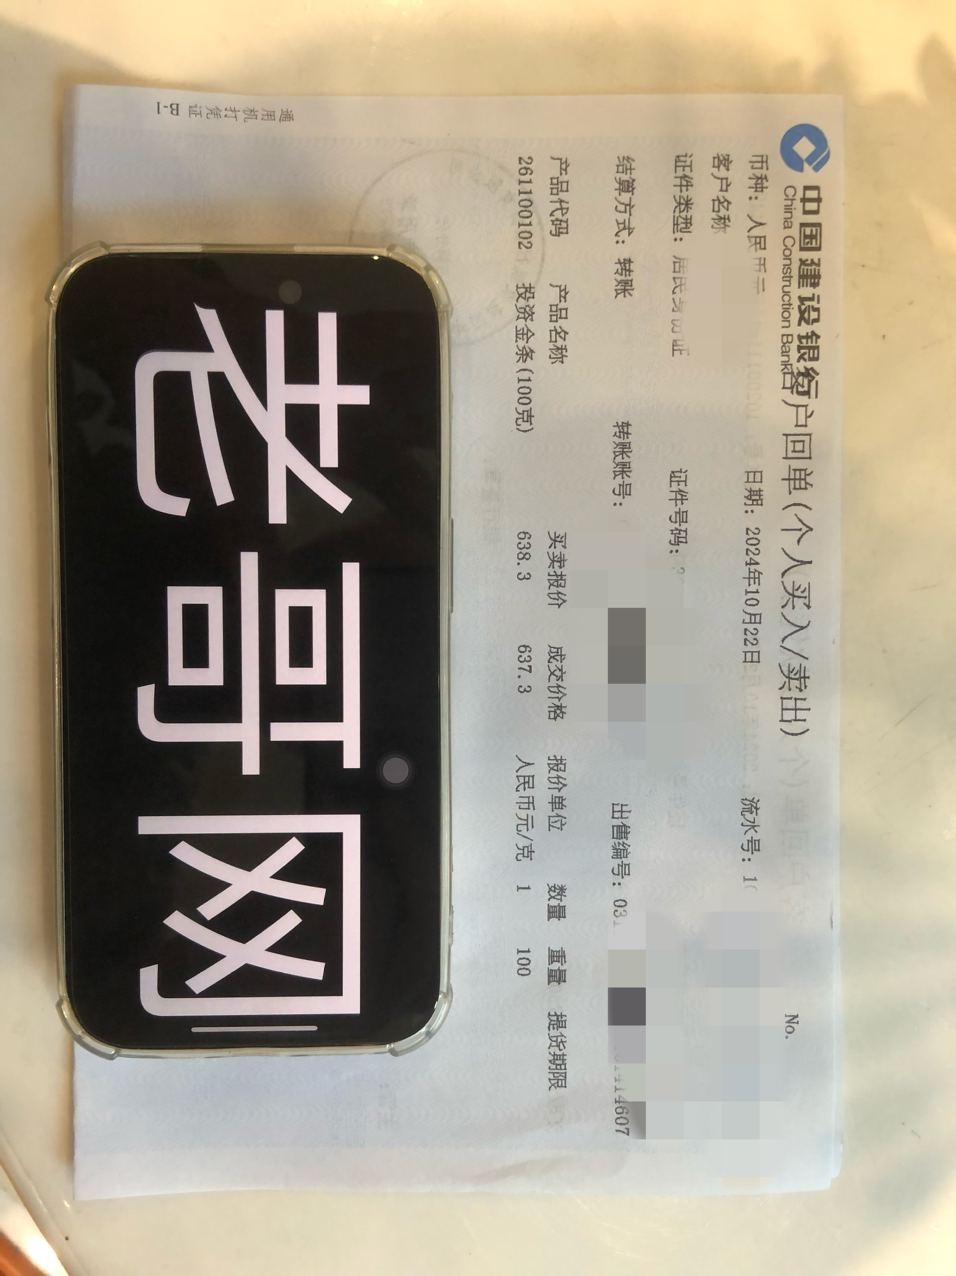 中国建设银行
China Construction Bank
客户回单(个人买入/卖出)
No.
币种：人民币元
日期：2024年10月22日
流水号：1
客户名称
证件类型：居民身份证
证件号码：
结算方式：转账
转账账号：
出售编号：03
14607
产品代码 产品名称 买卖报价 成交价格 报价单位 数量 重量 提货期限
261100102 投资金条(100克) 638.3 637.3 人民币元/克 1 100
通用机打凭证 B-1
老哥网